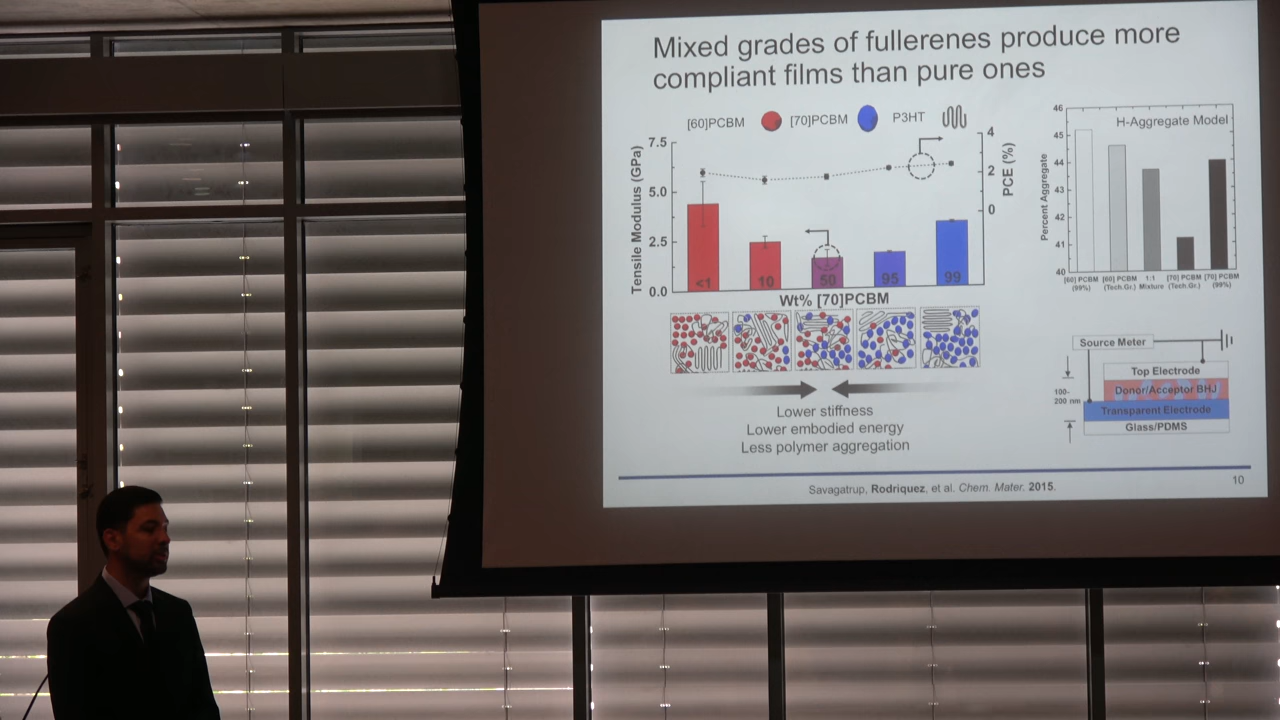 Mixed grades of fullerenes produce more
compliant films than pure ones
[60]PCBM [70]PCBM P3HT
7.5
5.0
2.5
0.0
Tensile Modulus (GPa)
4
2
0
PCE (%)
<1 10 50 95 99
Wt% [70]PCBM
Lower stiffness
Lower embodied energy
Less polymer aggregation
H-Aggregate Model
46
45
44
43
42
41
40
Percent Aggregate
[60] PCBM [60] PCBM 1:1 [70] PCBM [70] PCBM
(99%) (Tech.Gr.) Mixture (Tech.Gr.) (99%)
Source Meter
Top Electrode
Donor/Acceptor BHJ
100-
200 nm
Transparent Electrode
Glass/PDMS
Savagatrup, Rodriquez, et al. Chem. Mater. 2015.
10